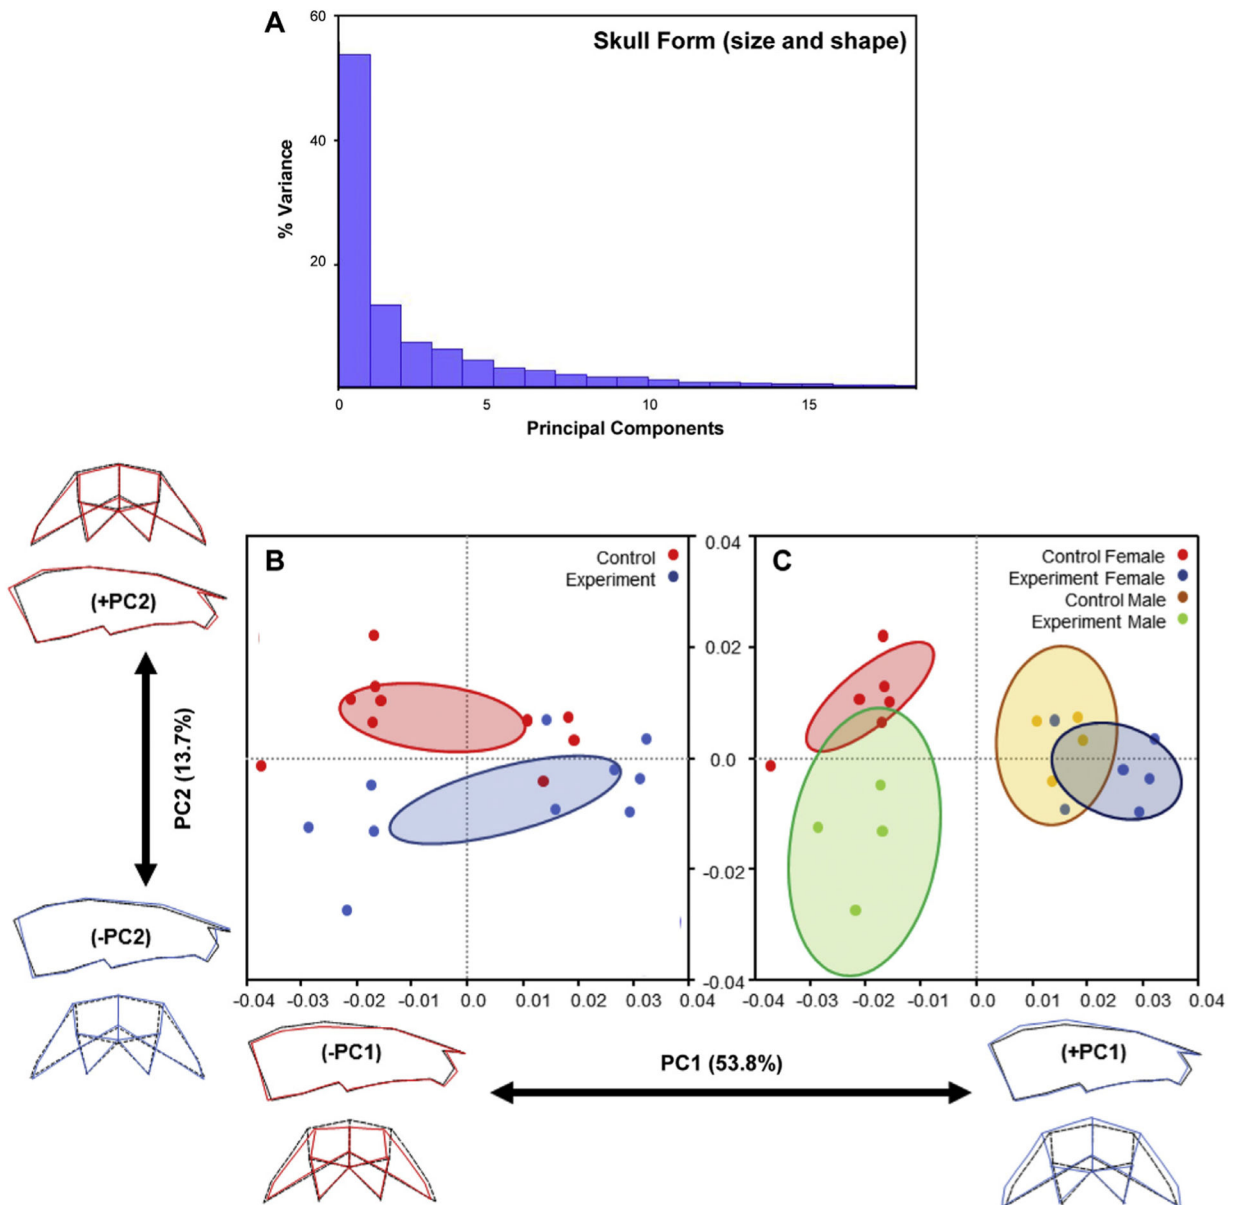 A
Skull Form (size and shape)
60
40
20
% Variance
0 5 10 15
Principal Components
(+PC2)
PC2 (13.7%)
(-PC2)
B
Control
Experiment
0.04
0.02
0.0
-0.02
-0.04
C
Control Female
Experiment Female
Control Male
Experiment Male
-0.04 -0.03 -0.01 -0.01 0.0 0.01 0.02 0.03 0.04
-0.04 -0.03 -0.01 -0.01 0.0 0.01 0.02 0.03 0.04
(-PC1)
PC1 (53.8%)
(+PC1)